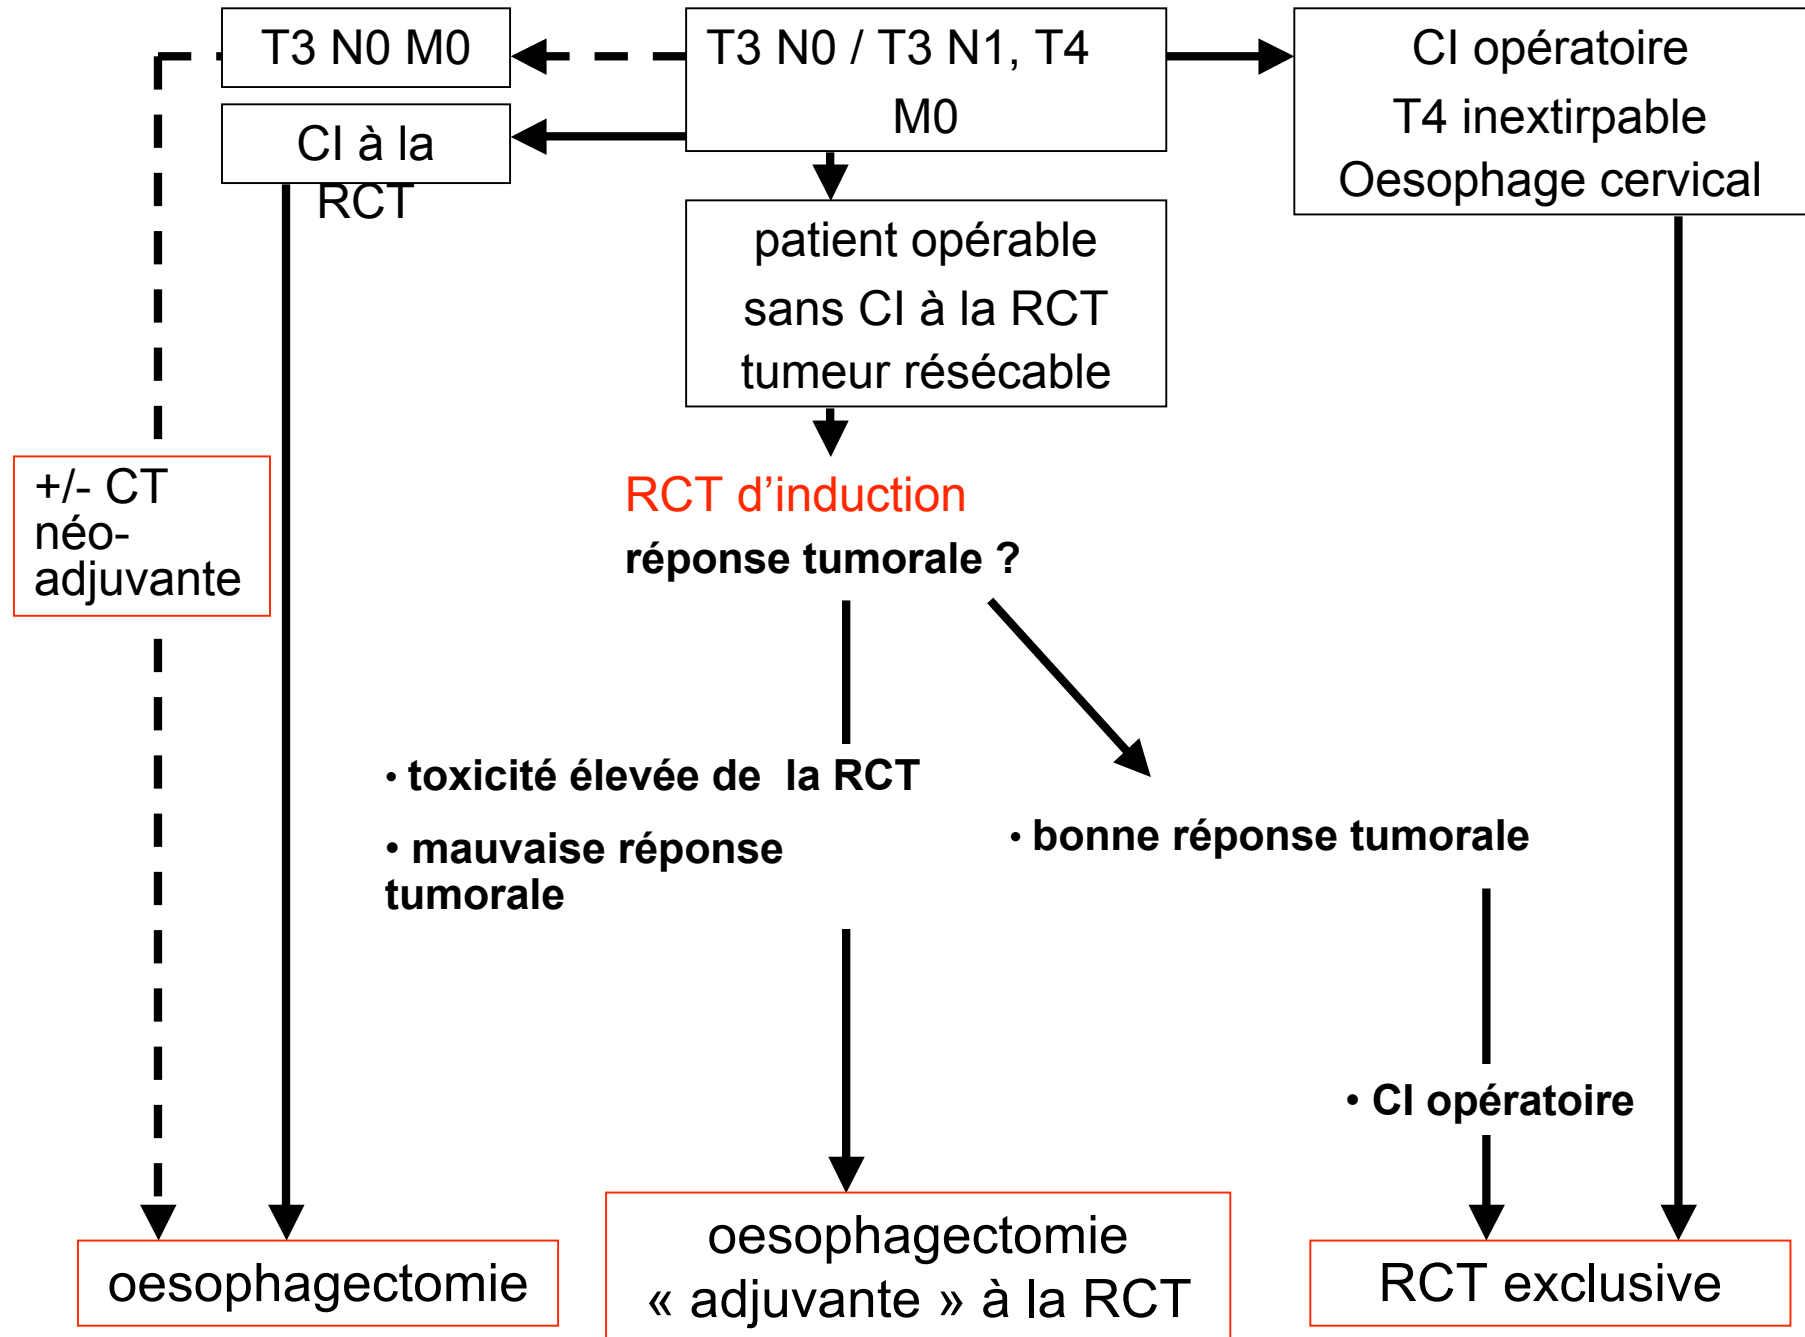 T3 N0 M0
T3 N0 / T3 N1, T4
M0
CI opératoire
T4 inextirpable
Oesophage cervical
CI à la
RCT
patient opérable
sans CI à la RCT
tumeur résécable
+/- CT
néo-
adjuvante
RCT d’induction
réponse tumorale ?
• toxicité élevée de  la RCT
• mauvaise réponse
tumorale
• bonne réponse tumorale
• CI opératoire
oesophagectomie
oesophagectomie
« adjuvante » à la RCT
RCT exclusive